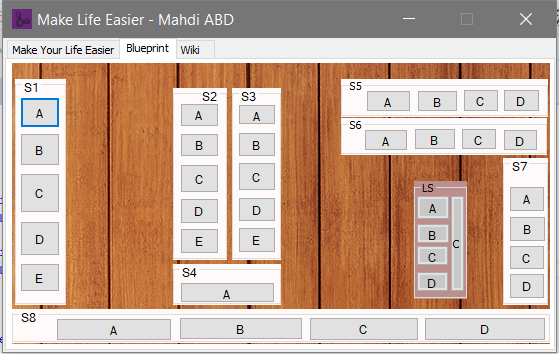 Make Life Easier - Mahdi ABD
Make Your Life Easier Blueprint Wiki
S1
A
B
C
D
E
S2
A
B
C
D
E
S3
A
B
C
D
E
S4
A
S5
A B C D
S6
A B C D
LS
A
B
C
D
C
S7
A
B
C
D
S8
A B C D